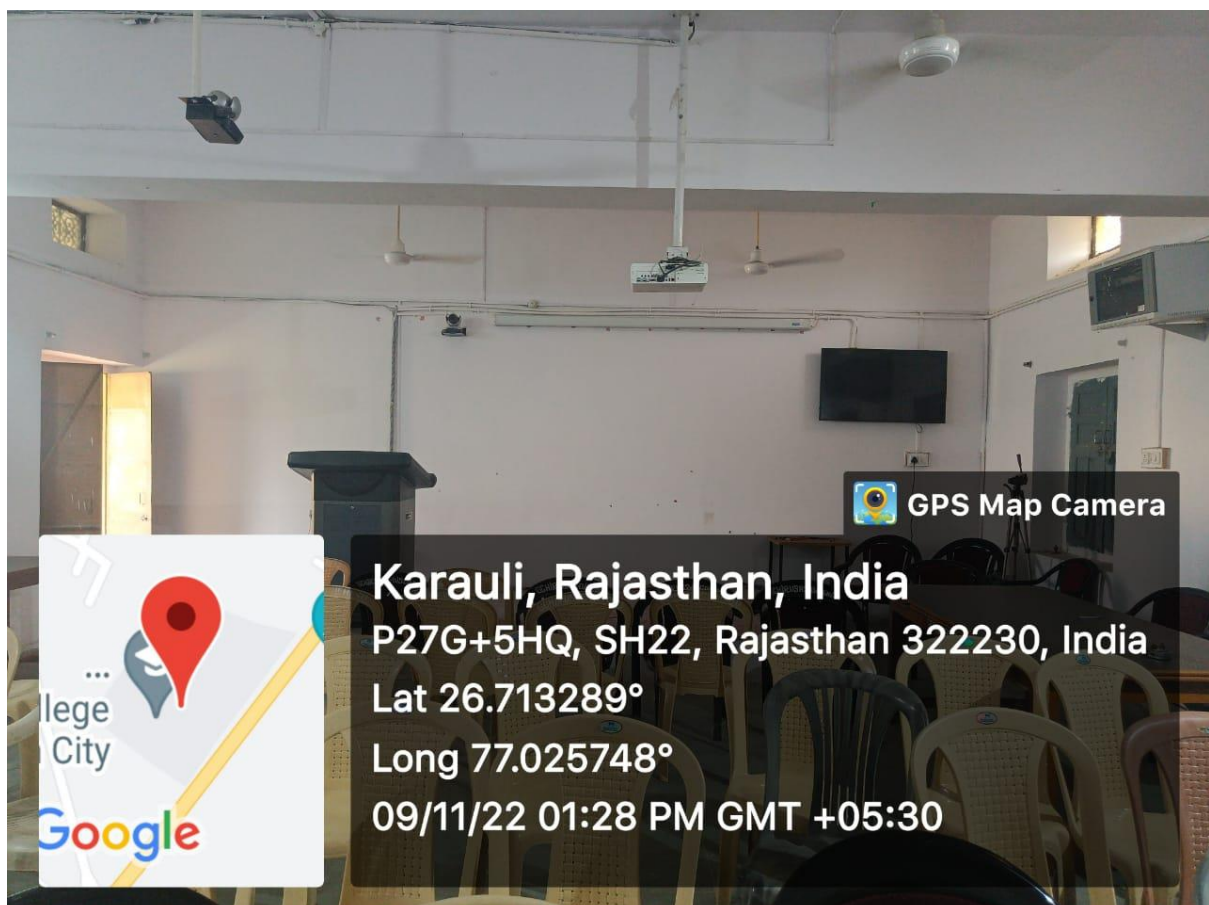 GPS Map Camera
Karauli, Rajasthan, India
P27G+5HQ, SH22, Rajasthan 322230, India
Lat 26.713289°
Long 77.025748°
09/11/22 01:28 PM GMT +05:30
...
llege
City
Google